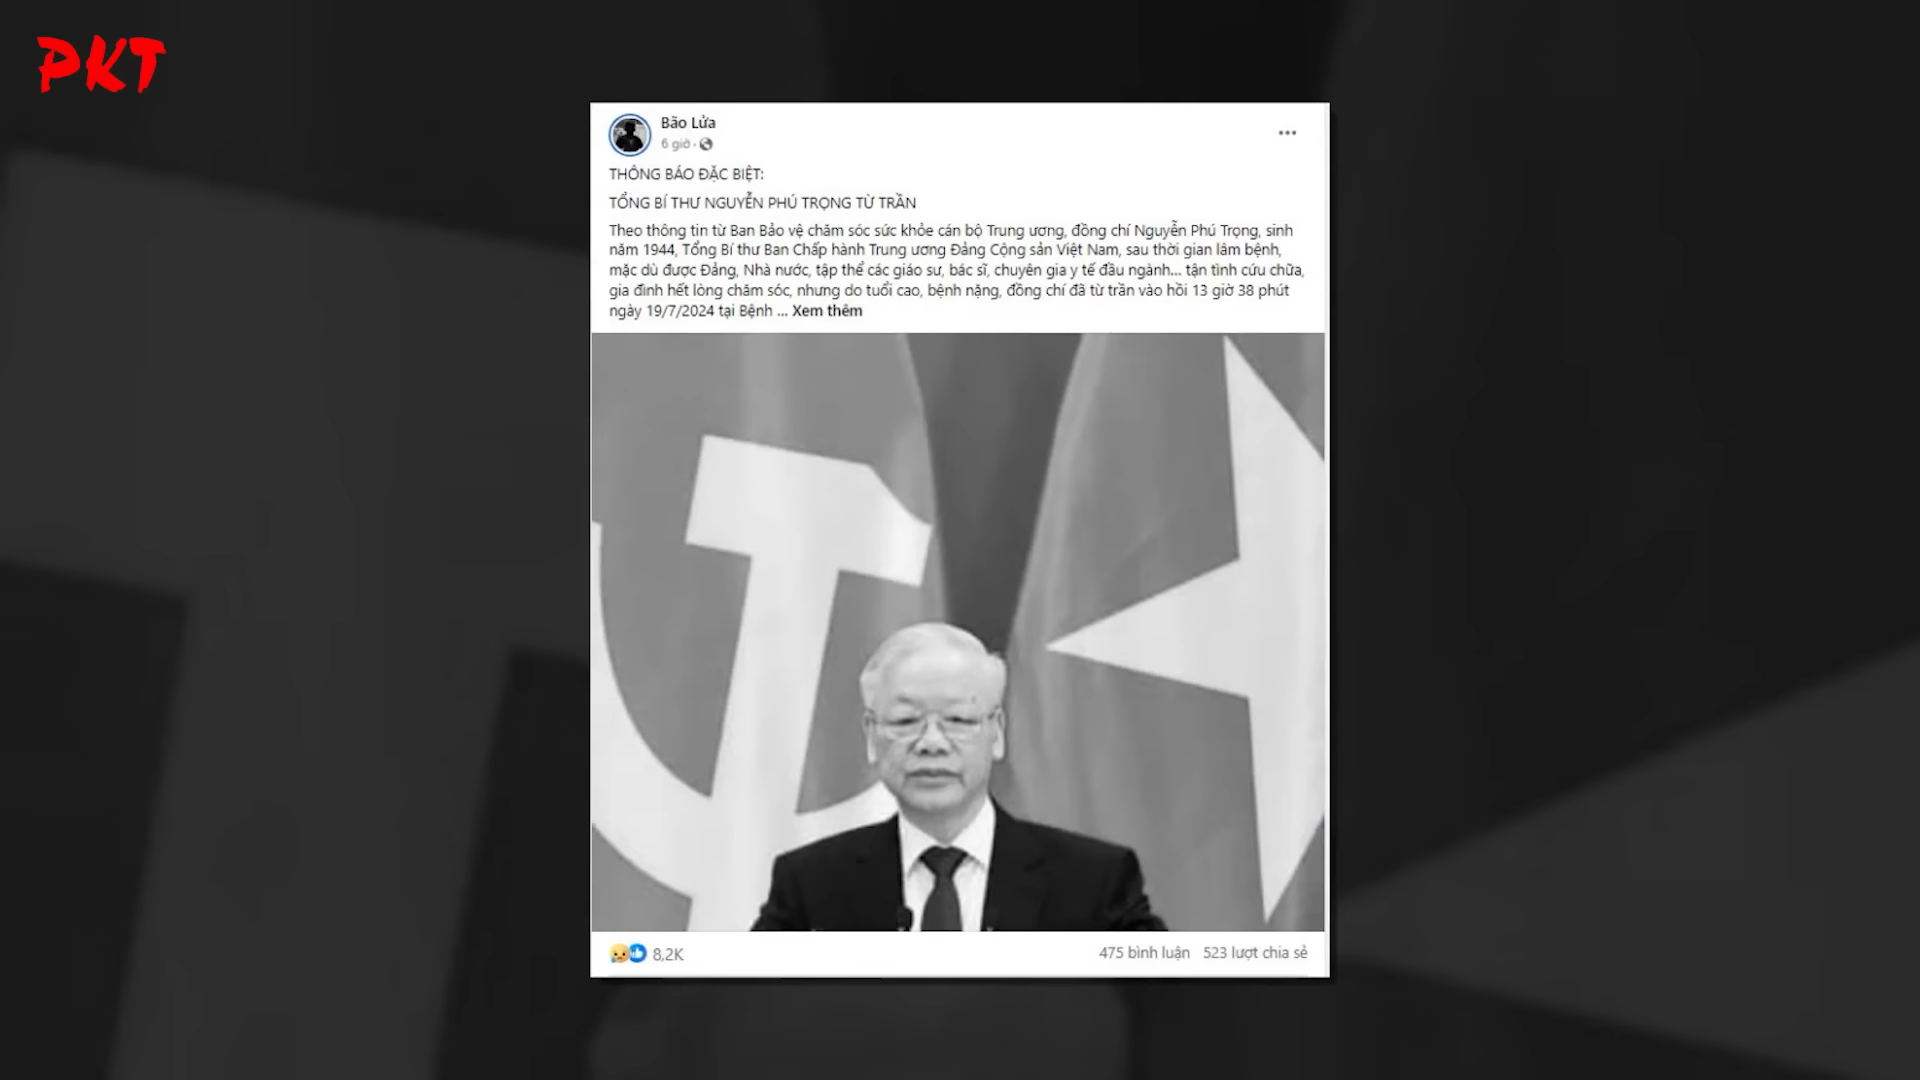 PKT
Bão Lửa
6 giờ ·
THÔNG BÁO ĐẶC BIỆT:
TỔNG BÍ THƯ NGUYỄN PHÚ TRỌNG TỪ TRẦN
Theo thông tin từ Ban Bảo vệ chăm sóc sức khỏe cán bộ Trung ương, đồng chí Nguyễn Phú Trọng, sinh
năm 1944, Tổng Bí thư Ban Chấp hành Trung ương Đảng Cộng sản Việt Nam, sau thời gian lâm bệnh,
mặc dù được Đảng, Nhà nước, tập thể các giáo sư, bác sĩ, chuyên gia y tế đầu ngành... tận tình cứu chữa,
gia đình hết lòng chăm sóc, nhưng do tuổi cao, bệnh nặng, đồng chí đã từ trần vào hồi 13 giờ 38 phút
ngày 19/7/2024 tại Bệnh ... Xem thêm
8,2K
475 bình luận 523 lượt chia sẻ